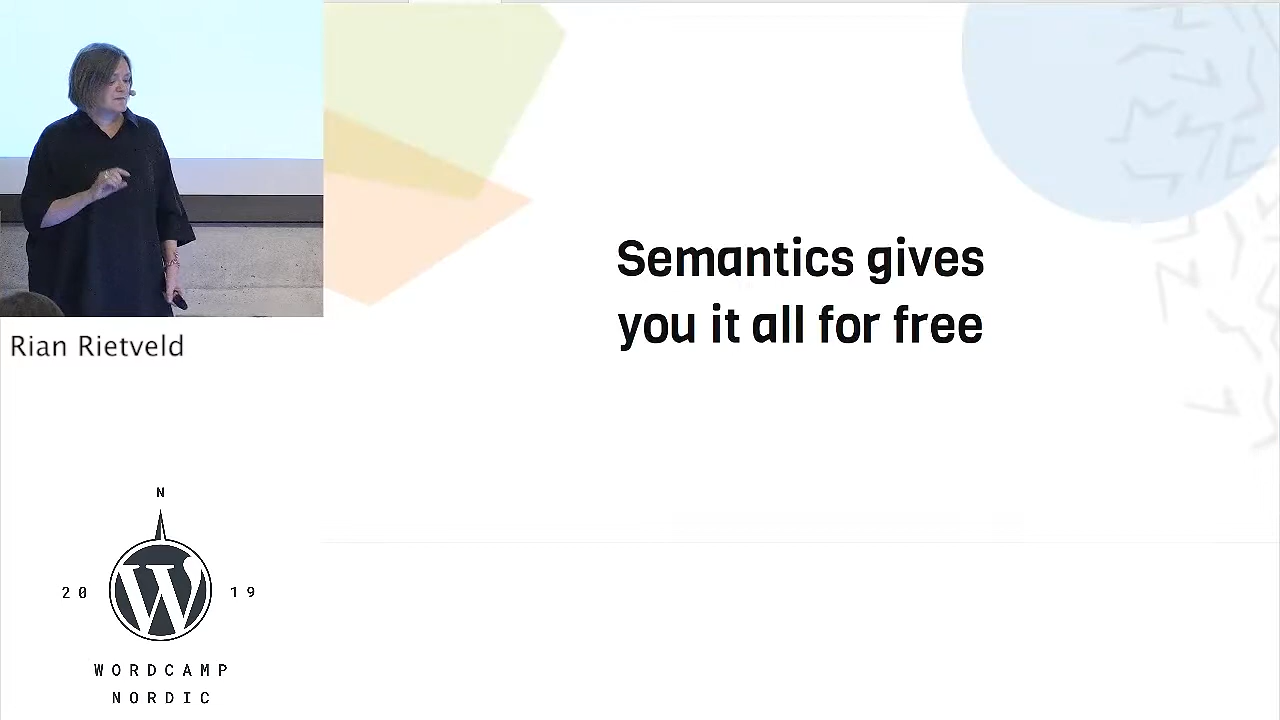 Semantics gives
you it all for free
Rian Rietveld
N
20 19
WORDCAMP
NORDIC